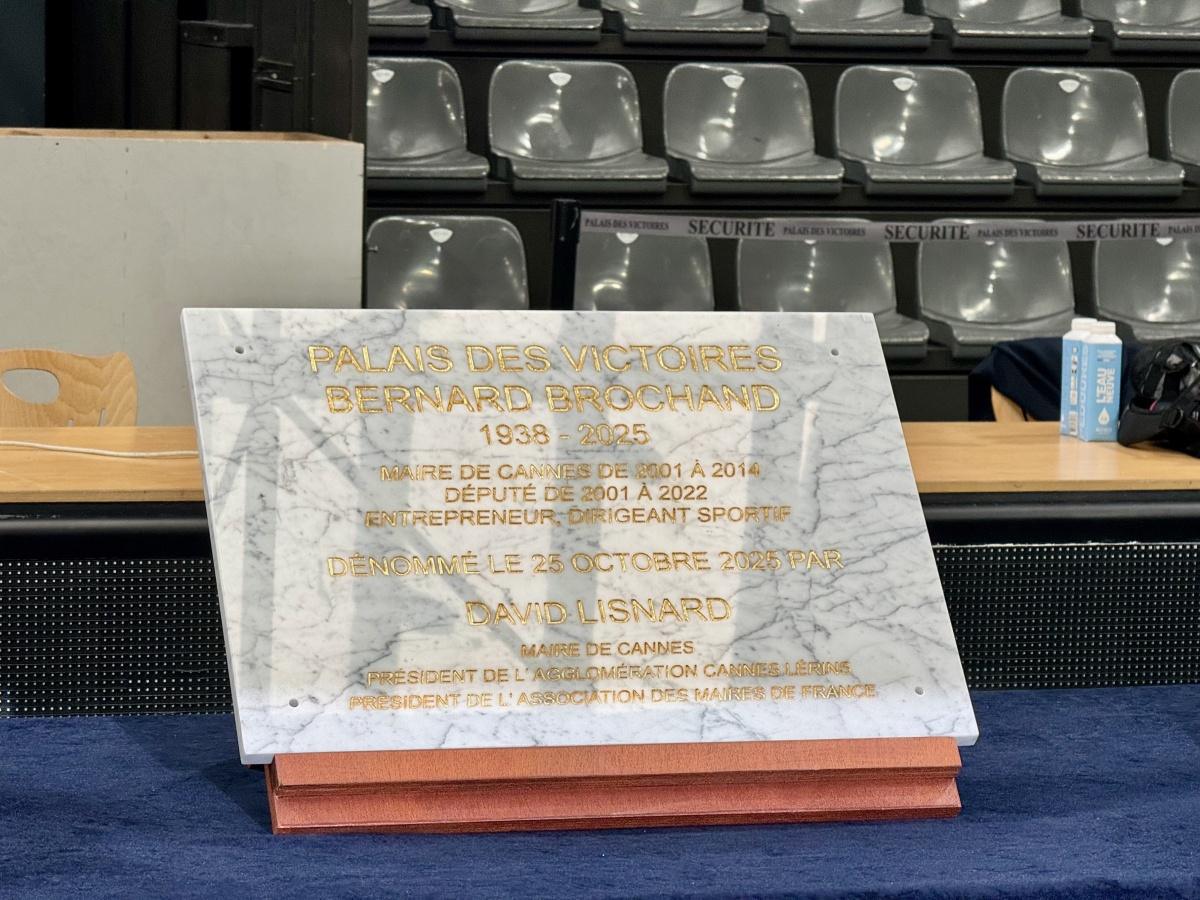 PALAIS DES VICTOIRES SECURITE PALAIS DES VICTOIRES SECURITE PALAIS DES VICTOIRES SECURITE PALAIS
PALAIS DES VICTOIRES
BERNARD BROCHAND
1938 - 2025
MAIRE DE CANNES DE 2001 À 2014
DÉPUTÉ DE 2001 À 2022
ENTREPRENEUR, DIRIGEANT SPORTIF
DÉNOMMÉ LE 25 OCTOBRE 2025 PAR
DAVID LISNARD
MAIRE DE CANNES
PRÉSIDENT DE L' AGGLOMÉRATION CANNES LÉRINS
PRESIDENT DE L' ASSOCIATION DES MAIRES DE FRANCE
L'EAU
NEUVE